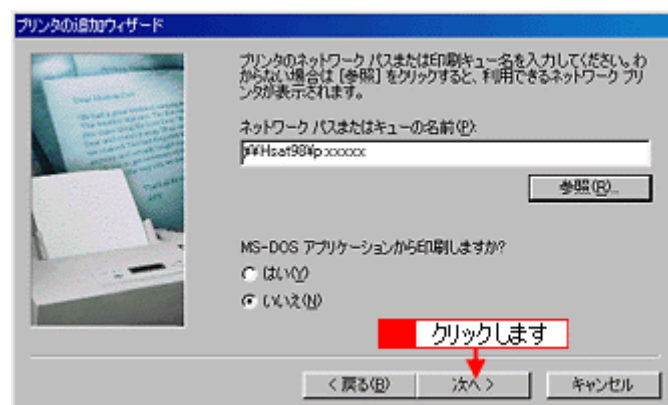 プリンタの追加ウィザード
プリンタのネットワーク パスまたは印刷キュー名を入力してください。わ
からない場合は [参照] をクリックすると、利用できるネットワーク プリ
ンタが表示されます。
ネットワーク パスまたはキューの名前(P):
¥¥Hsat98¥pxxxxxx
参照(R)...
MS-DOS アプリケーションから印刷しますか?
はい(Y)
いいえ(N)
クリックします
< 戻る(B)
次へ >
キャンセル